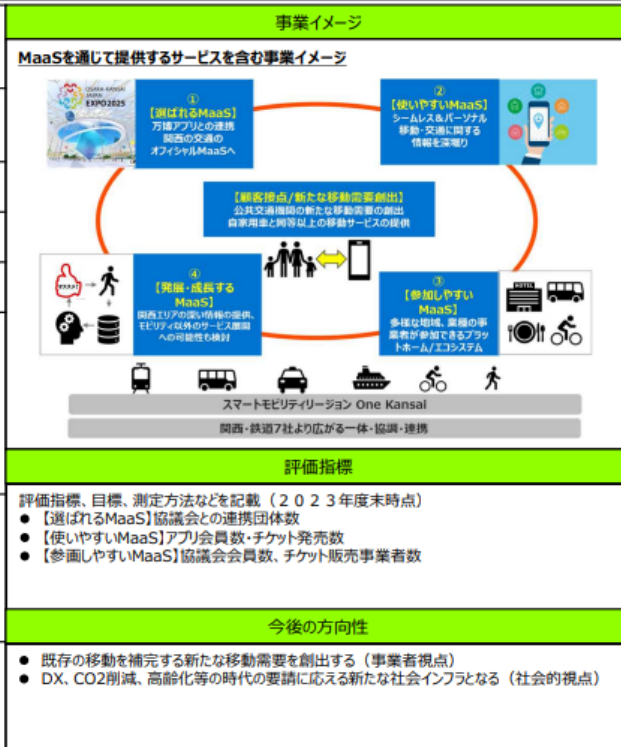 事業イメージ
MaaSを通じて提供するサービスを含む事業イメージ
OSAKA, KANSAI,
JAPAN
EXPO2025
①
【選ばれるMaaS】
万博アプリとの連携
関西の交通の
オフィシャルMaaSへ
②
【使いやすいMaaS】
シームレス＆パーソナル
移動・交通に関する
情報を深堀り
【顧客接点/新たな移動需要創出】
公共交通機関の新たな移動需要の創出
自家用車と同等以上の移動サービスの提供
オススメ！
④
【発展・成長する
MaaS】
関西エリアの深い情報の提供、
モビリティ以外のサービス展開
への可能性も検討
③
【参加しやすい
MaaS】
多様な地域、業種の事
業者が参加できるプラッ
トホーム/エコシステム
HOTEL
スマートモビリティリージョン One Kansai
関西・鉄道7社より広がる一体・協調・連携
評価指標
評価指標、目標、測定方法などを記載（２０２３年度末時点）
● 【選ばれるMaaS】協議会との連携団体数
● 【使いやすいMaaS】アプリ会員数・チケット発売数
● 【参画しやすいMaaS】協議会会員数、チケット販売事業者数
今後の方向性
● 既存の移動を補完する新たな移動需要を創出する（事業者視点）
● DX、CO2削減、高齢化等の時代の要請に応える新たな社会インフラとなる（社会的視点）